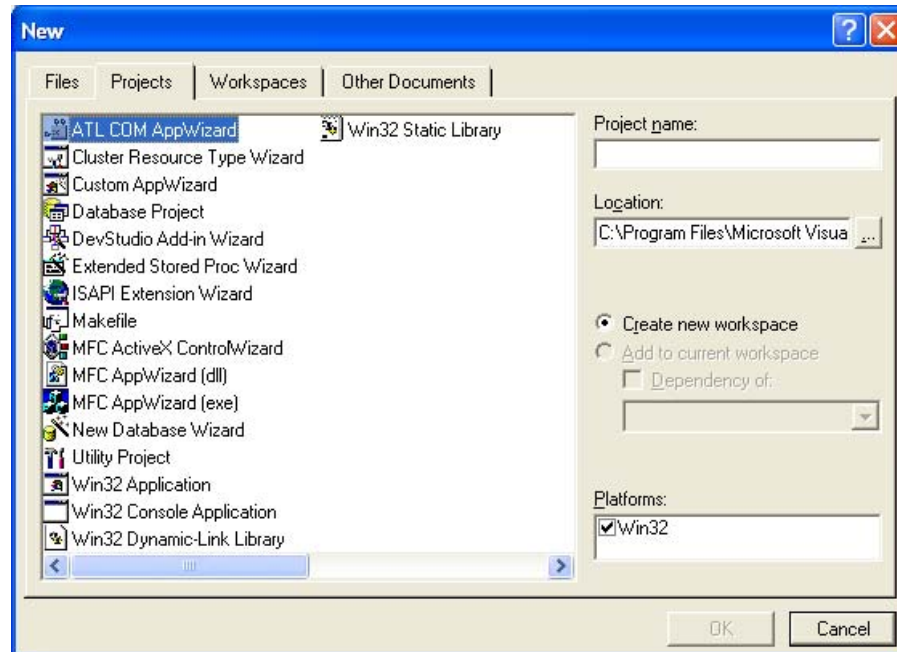 New
Files Projects Workspaces Other Documents
ATL COM AppWizard
Cluster Resource Type Wizard
Custom AppWizard
Database Project
DevStudio Add-in Wizard
Extended Stored Proc Wizard
ISAPI Extension Wizard
Makefile
MFC ActiveX ControlWizard
MFC AppWizard (dll)
MFC AppWizard (exe)
New Database Wizard
Utility Project
Win32 Application
Win32 Console Application
Win32 Dynamic-Link Library
Win32 Static Library
Project name:
Location:
C:\Program Files\Microsoft Visua ...
Create new workspace
Add to current workspace
Dependency of:
Platforms:
Win32
OK Cancel